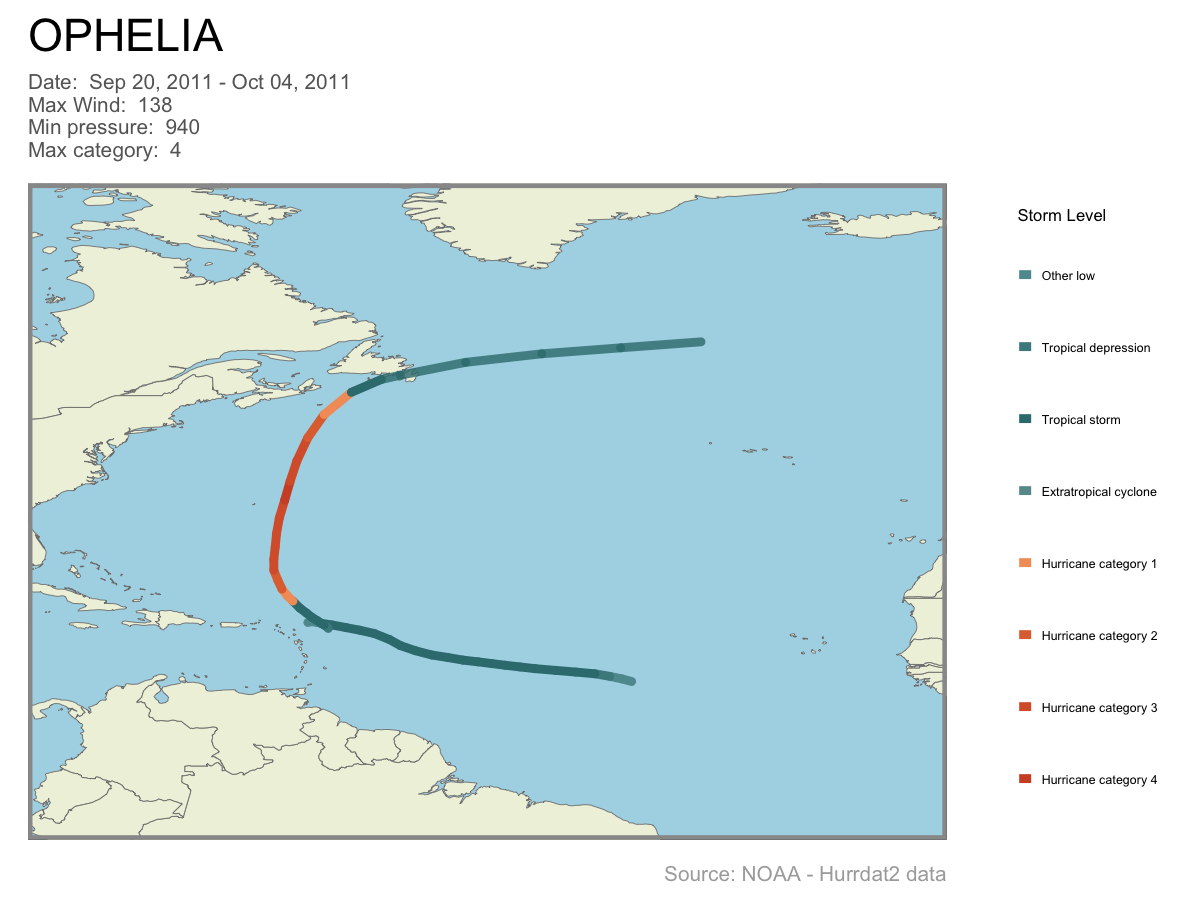 OPHELIA
Date:  Sep 20, 2011 - Oct 04, 2011
Max Wind:  138
Min pressure:  940
Max category:  4
Storm Level
Other low
Tropical depression
Tropical storm
Extratropical cyclone
Hurricane category 1
Hurricane category 2
Hurricane category 3
Hurricane category 4
Source: NOAA - Hurrdat2 data